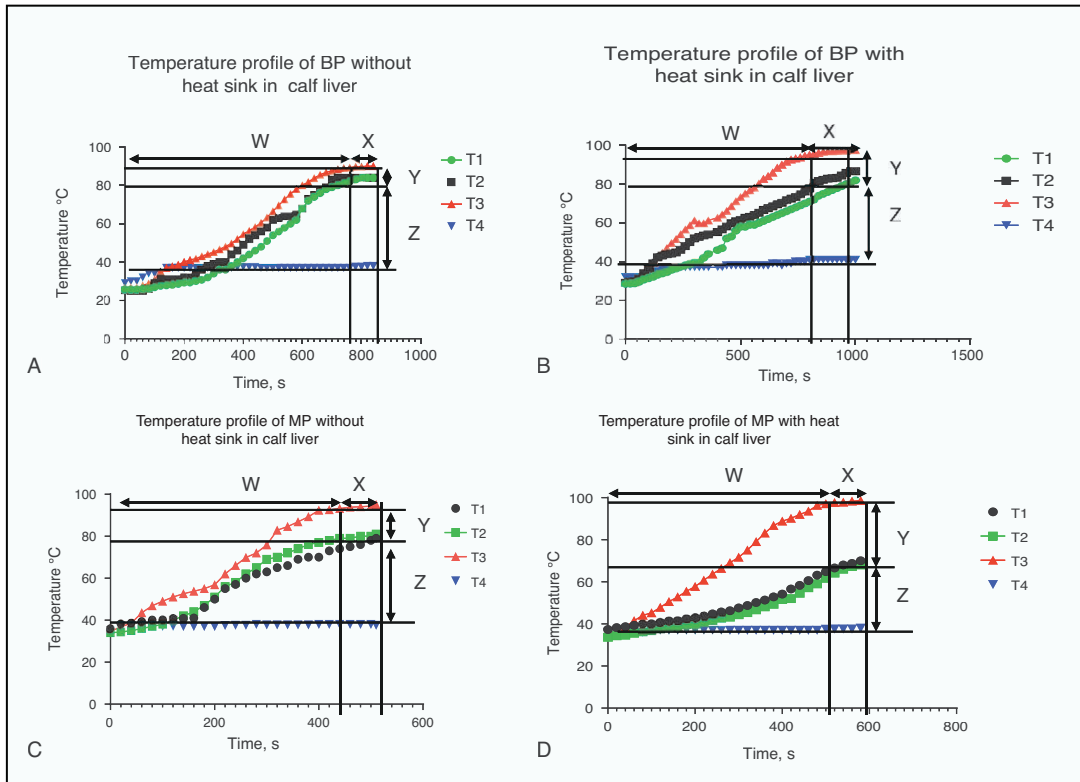 Temperature profile of BP without
heat sink in calf liver
W
X
Y
Z
T1
T2
T3
T4
100
80
60
40
20
0
Temperature °C
0
200
400
600
800
1000
Time, s
A
Temperature profile of BP with
heat sink in calf liver
W
X
Y
Z
T1
T2
T3
T4
100
80
60
40
20
0
Temperature °C
0
500
1000
1500
Time, s
B
Temperature profile of MP without
heat sink in calf liver
W
X
Y
Z
T1
T2
T3
T4
100
80
60
40
20
0
Temperature °C
0
200
400
600
Time, s
C
Temperature profile of MP with heat
sink in calf liver
W
X
Y
Z
T1
T2
T3
T4
100
80
60
40
20
0
Temperature °C
0
200
400
600
800
Time, s
D